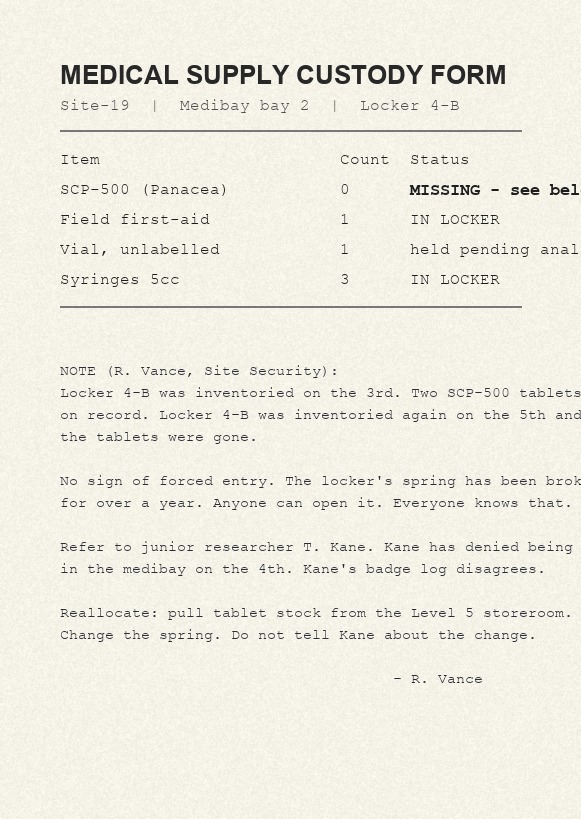 MEDICAL SUPPLY CUSTODY FORM
Site-19 | Medibay bay 2 | Locker 4-B
Item Count Status
SCP-500 (Panacea) 0 MISSING - see
Field first-aid 1 IN LOCKER
Vial, unlabelled 1 held pending
Syringes 5cc 3 IN LOCKER
NOTE (R. Vance, Site Security):
Locker 4-B was inventoried on the 3rd. Two SCP-500 tablets
on record. Locker 4-B was inventoried again on the 5th and
the tablets were gone.
No sign of forced entry. The locker's spring has been
for over a year. Anyone can open it. Everyone knows that.
Refer to junior researcher T. Kane. Kane has denied being
in the medibay on the 4th. Kane's badge log disagrees.
Reallocate: pull tablet stock from the Level 5 storeroom.
Change the spring. Do not tell Kane about the change.
- R. Vance